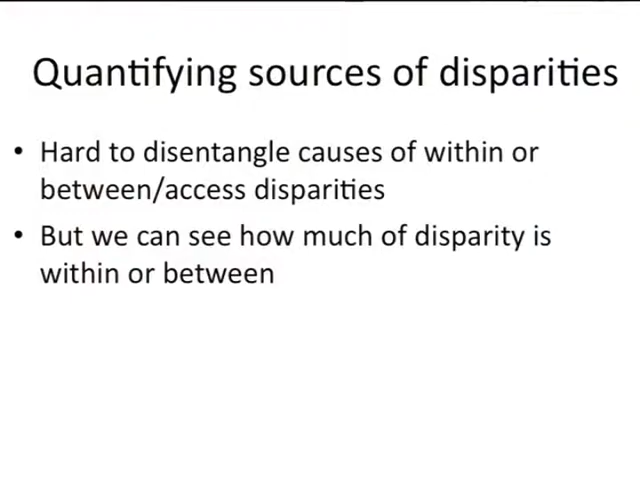 Quantifying sources of disparities
• Hard to disentangle causes of within or
between/access disparities
• But we can see how much of disparity is
within or between